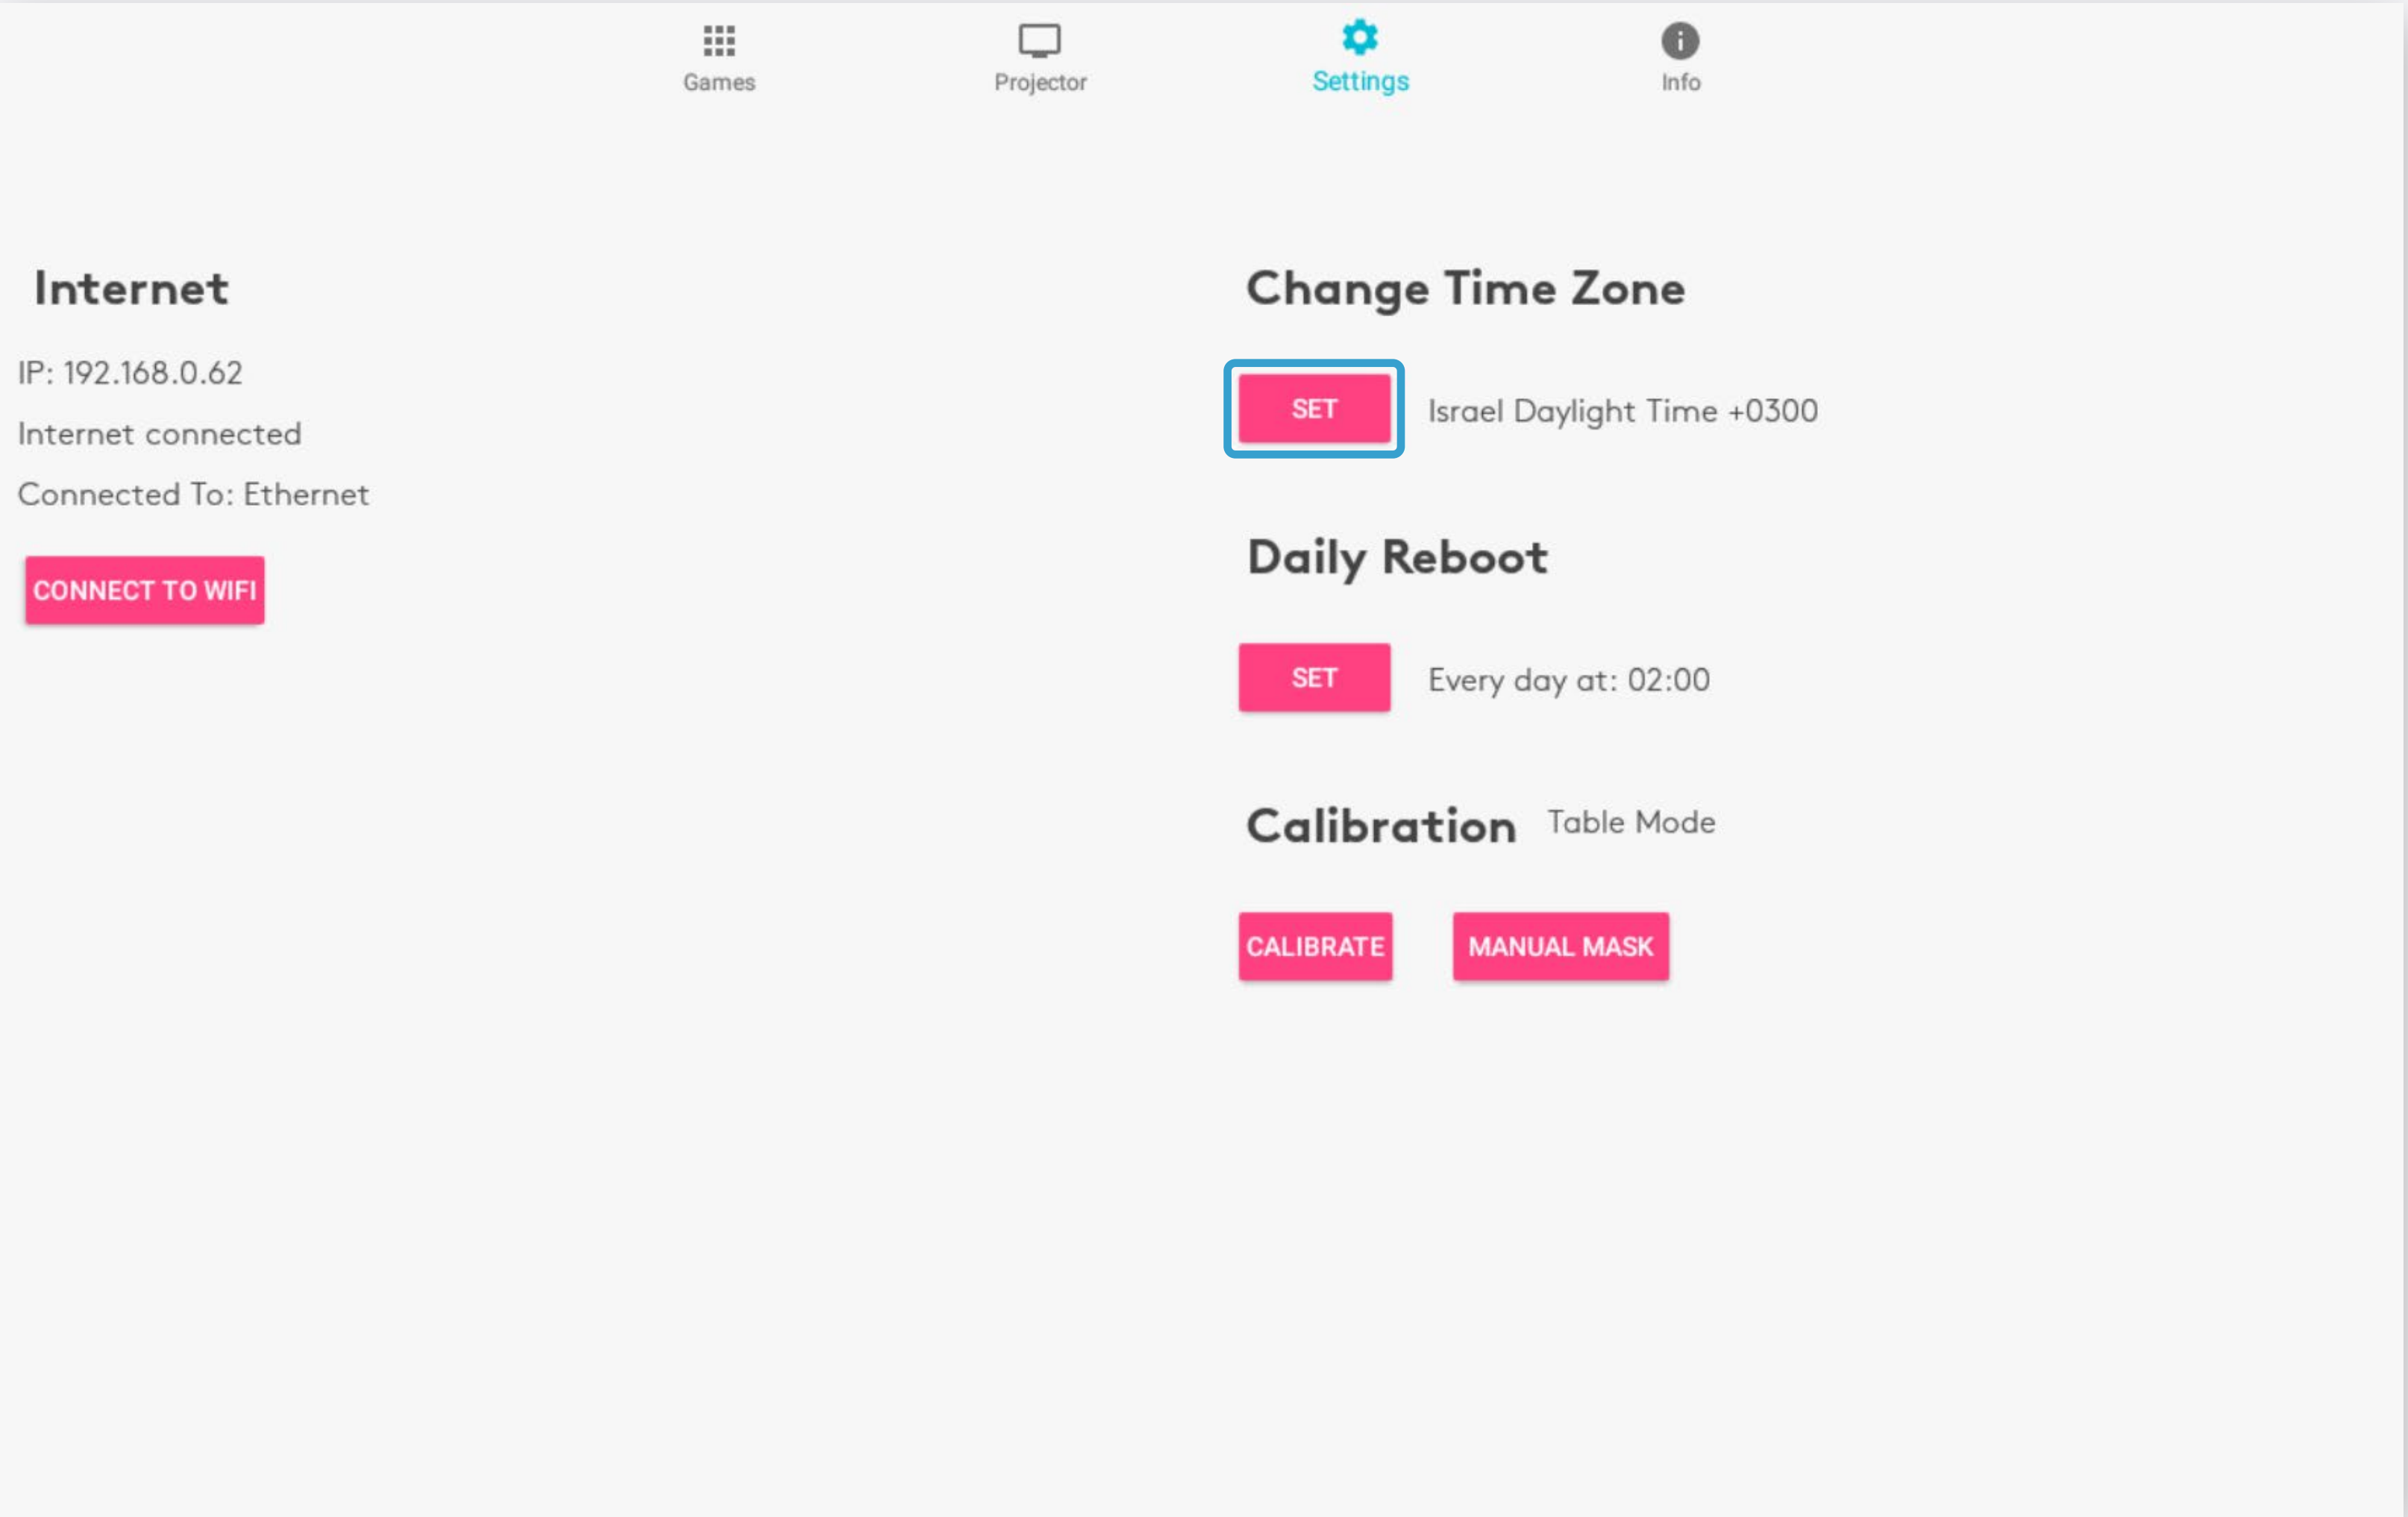 Games
Projector
Settings
Info
Internet
IP: 192.168.0.62
Internet connected
Connected To: Ethernet
CONNECT TO WIFI
Change Time Zone
SET
Israel Daylight Time +0300
Daily Reboot
SET
Every day at: 02:00
Calibration
Table Mode
CALIBRATE
MANUAL MASK